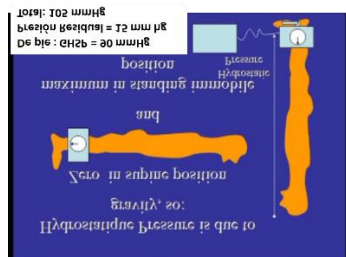 Hydrostatique Pressure is due to
gravity, so:
Zero in supine position
and
maximum in standing immobile
position
Hydrostatic
Pressure
De pie : GHSP = 90 mmHg
Presión Residual = 15 mm hg
Total: 105 mmHg